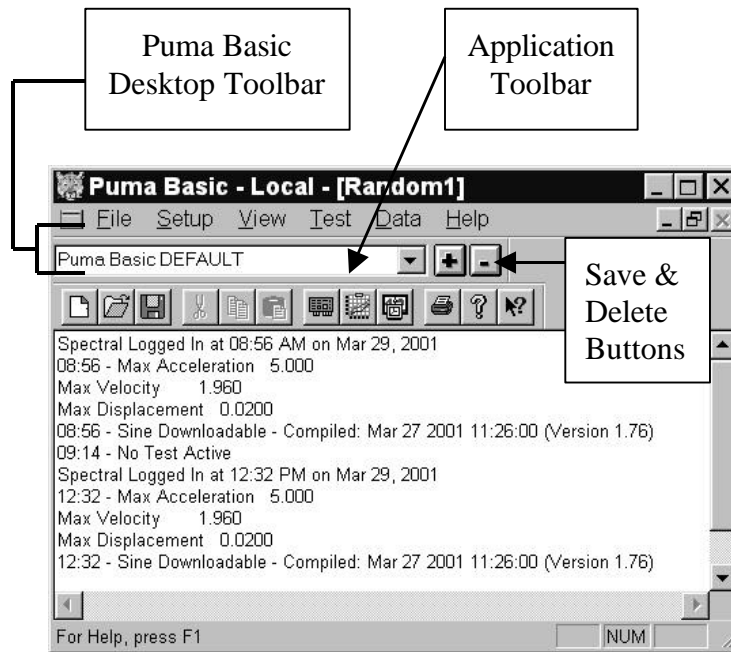 Puma Basic
Desktop Toolbar
Application
Toolbar
Puma Basic - Local - [Random1]
File Setup View Test Data Help
Puma Basic DEFAULT
+ -
Save &
Delete
Buttons
Spectral Logged In at 08:56 AM on Mar 29, 2001
08:56 - Max Acceleration 5.000
Max Velocity 1.960
Max Displacement 0.0200
08:56 - Sine Downloadable - Compiled: Mar 27 2001 11:26:00 (Version 1.76)
09:14 - No Test Active
Spectral Logged In at 12:32 PM on Mar 29, 2001
12:32 - Max Acceleration 5.000
Max Velocity 1.960
Max Displacement 0.0200
12:32 - Sine Downloadable - Compiled: Mar 27 2001 11:26:00 (Version 1.76)
For Help, press F1
NUM